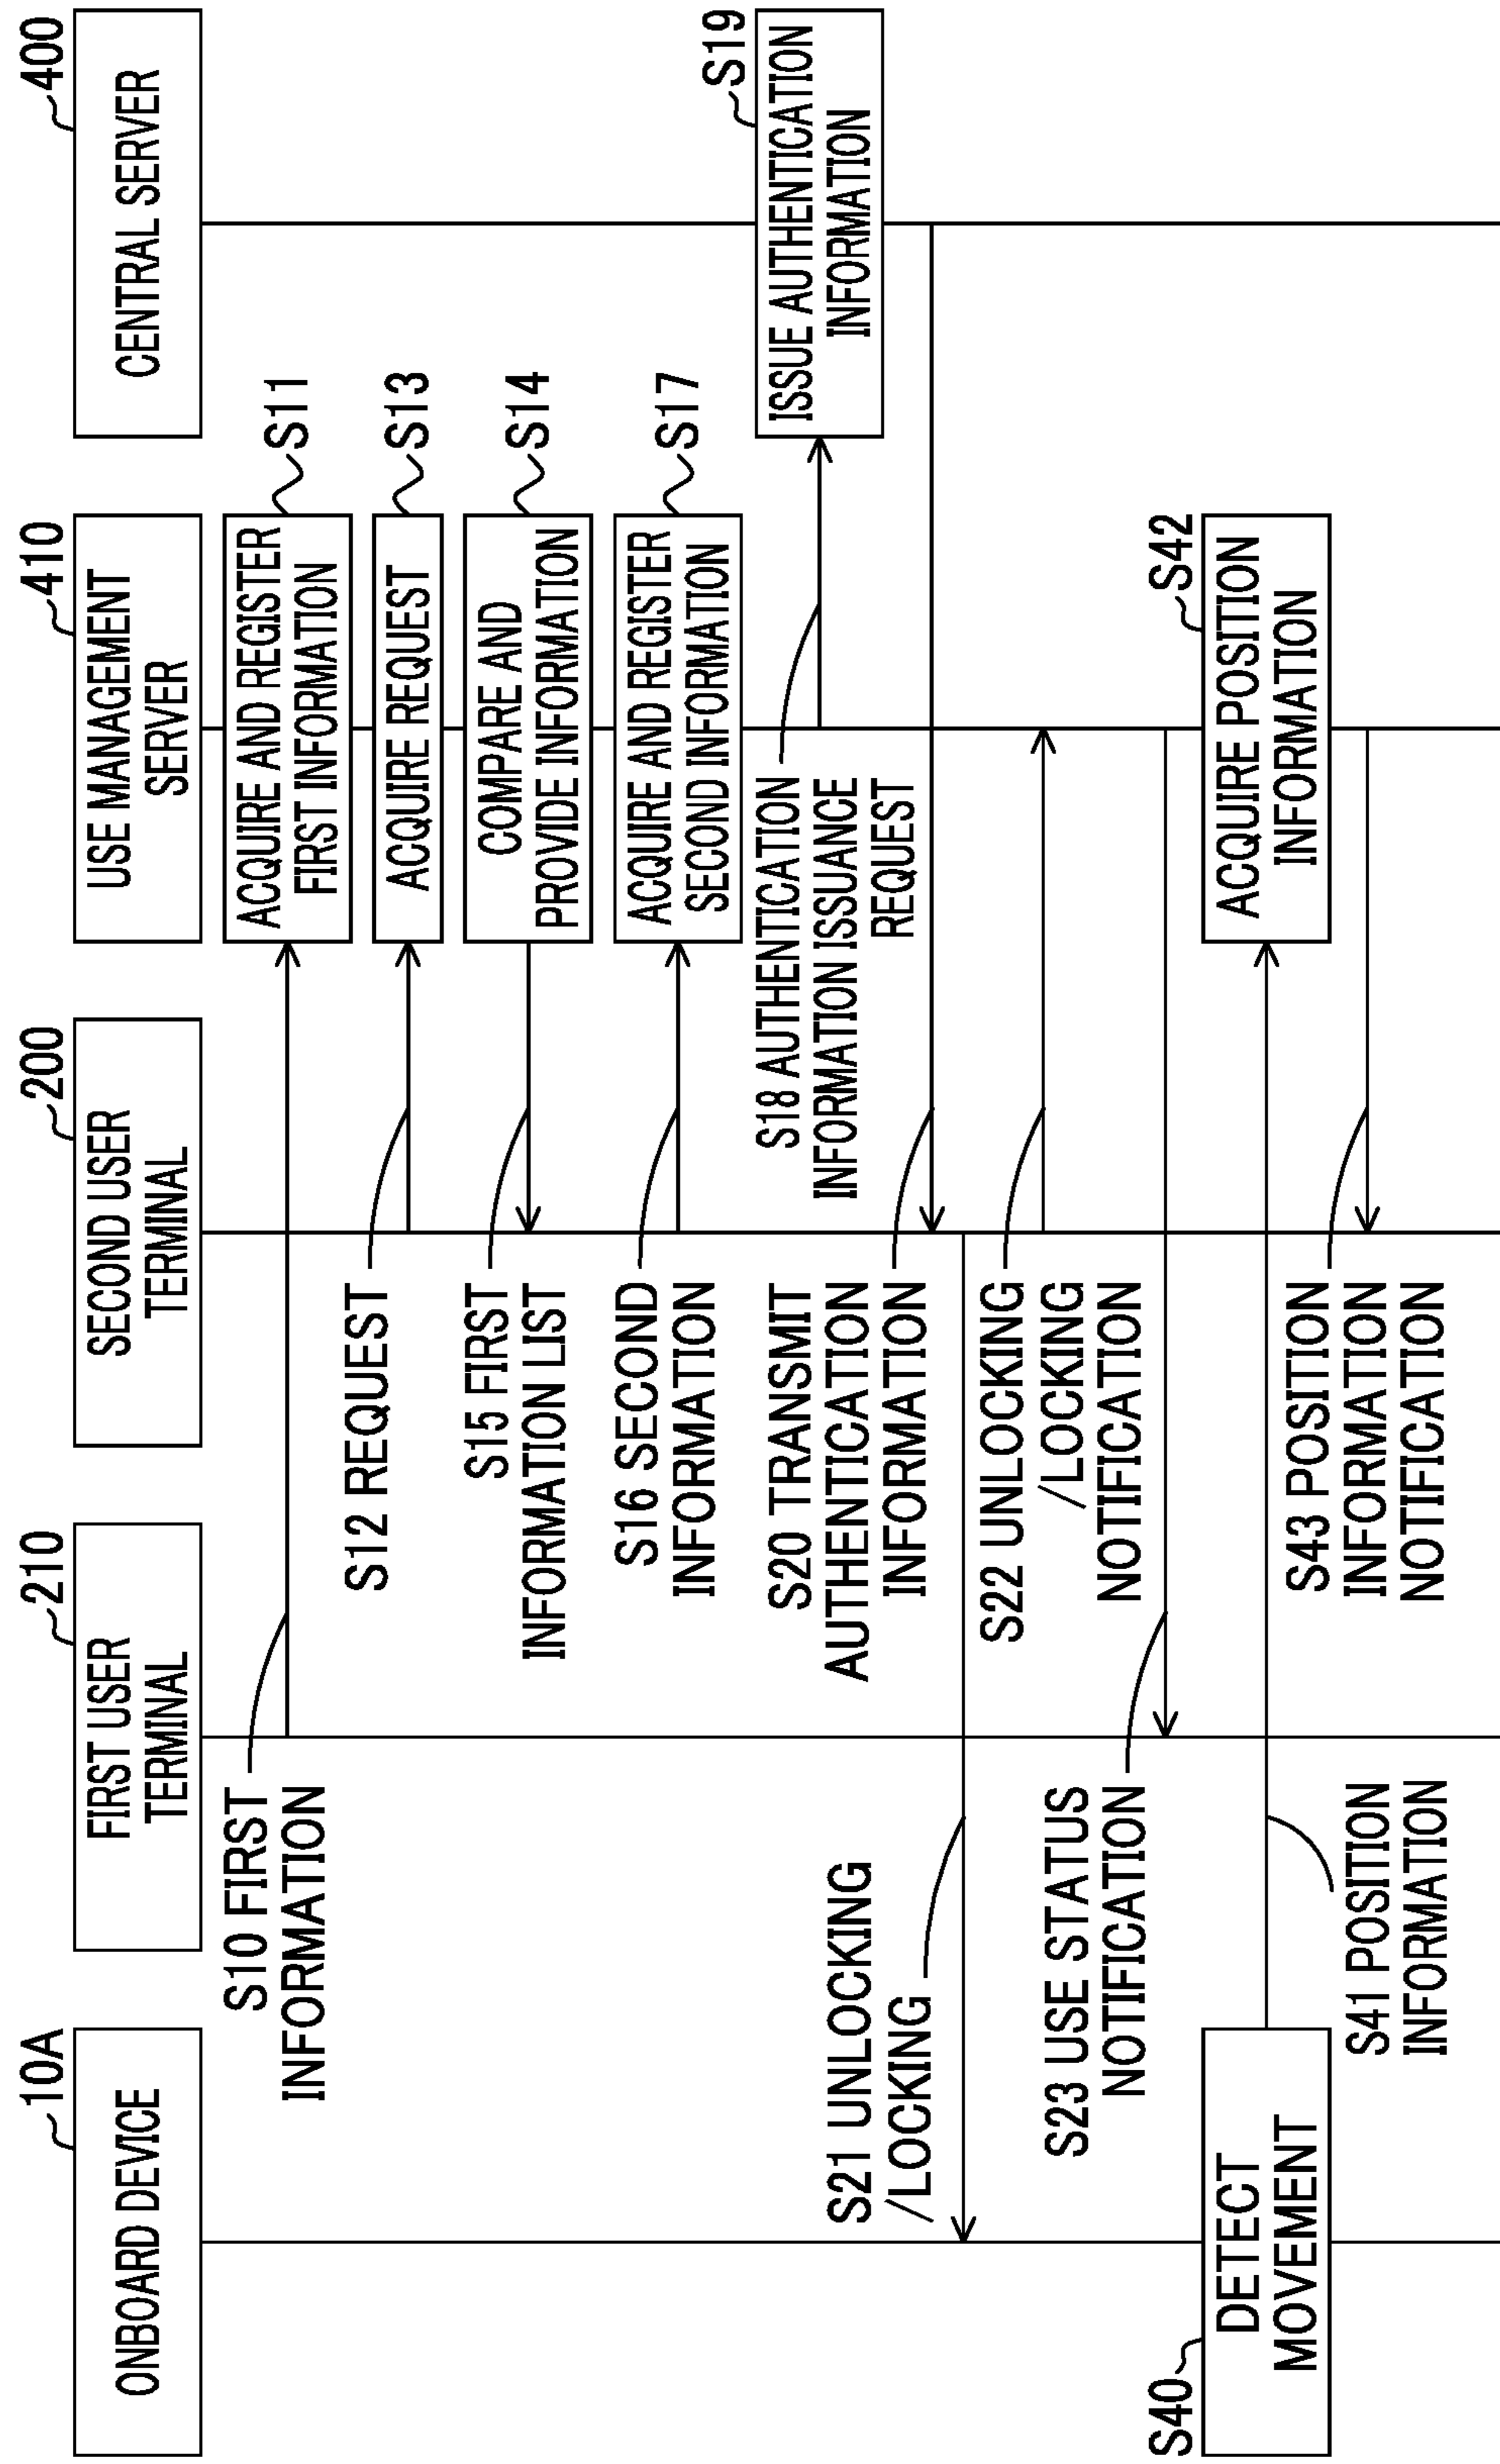 10A
ONBOARD DEVICE
210
FIRST USER
TERMINAL
200
SECOND USER
TERMINAL
410
USE MANAGEMENT
SERVER
400
CENTRAL SERVER
S10 FIRST
INFORMATION
ACQUIRE AND REGISTER
FIRST INFORMATION
S11
S12 REQUEST
ACQUIRE REQUEST
S13
COMPARE AND
PROVIDE INFORMATION
S14
S15 FIRST
INFORMATION LIST
S16 SECOND
INFORMATION
ACQUIRE AND REGISTER
SECOND INFORMATION
S17
S18 AUTHENTICATION
INFORMATION ISSUANCE
REQUEST
S19
ISSUE AUTHENTICATION
INFORMATION
S20 TRANSMIT
AUTHENTICATION
INFORMATION
S21 UNLOCKING
/LOCKING
S22 UNLOCKING
/LOCKING
NOTIFICATION
S23 USE STATUS
NOTIFICATION
S40
DETECT
MOVEMENT
S41 POSITION
INFORMATION
S42
ACQUIRE POSITION
INFORMATION
S43 POSITION
INFORMATION
NOTIFICATION